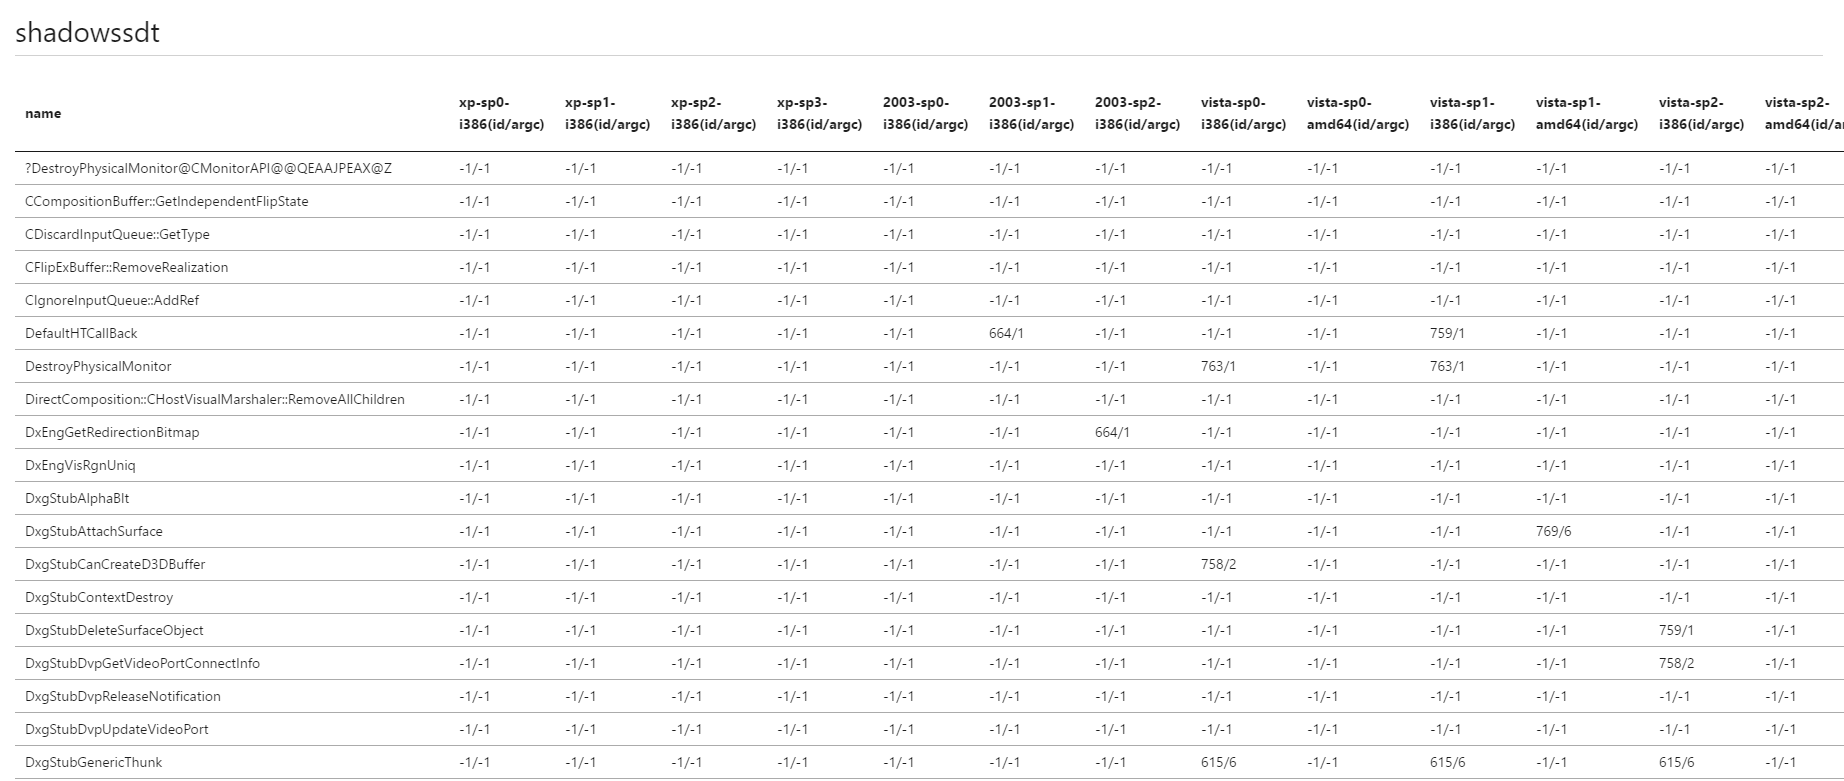 shadowssdt
name xp-sp0-i386(id/argc) xp-sp1-i386(id/argc) xp-sp2-i386(id/argc) xp-sp3-i386(id/argc) 2003-sp0-i386(id/argc) 2003-sp1-i386(id/argc) 2003-sp2-i386(id/argc) vista-sp0-i386(id/argc) vista-sp0-amd64(id/argc) vista-sp1-i386(id/argc) vista-sp1-amd64(id/argc) vista-sp2-i386(id/argc) vista-sp2-amd64(id/ar
?DestroyPhysicalMonitor@CMonitorAPI@@QEAAJPEAX@Z -1/-1 -1/-1 -1/-1 -1/-1 -1/-1 -1/-1 -1/-1 -1/-1 -1/-1 -1/-1 -1/-1 -1/-1 -1/-1
CCompositionBuffer::GetIndependentFlipState -1/-1 -1/-1 -1/-1 -1/-1 -1/-1 -1/-1 -1/-1 -1/-1 -1/-1 -1/-1 -1/-1 -1/-1 -1/-1
CDiscardInputQueue::GetType -1/-1 -1/-1 -1/-1 -1/-1 -1/-1 -1/-1 -1/-1 -1/-1 -1/-1 -1/-1 -1/-1 -1/-1 -1/-1
CFlipExBuffer::RemoveRealization -1/-1 -1/-1 -1/-1 -1/-1 -1/-1 -1/-1 -1/-1 -1/-1 -1/-1 -1/-1 -1/-1 -1/-1 -1/-1
CIgnoreInputQueue::AddRef -1/-1 -1/-1 -1/-1 -1/-1 -1/-1 -1/-1 -1/-1 -1/-1 -1/-1 -1/-1 -1/-1 -1/-1 -1/-1
DefaultHTCallBack -1/-1 -1/-1 -1/-1 -1/-1 -1/-1 664/1 -1/-1 -1/-1 -1/-1 759/1 -1/-1 -1/-1 -1/-1
DestroyPhysicalMonitor -1/-1 -1/-1 -1/-1 -1/-1 -1/-1 -1/-1 -1/-1 763/1 -1/-1 763/1 -1/-1 -1/-1 -1/-1
DirectComposition::CHostVisualMarshaler::RemoveAllChildren -1/-1 -1/-1 -1/-1 -1/-1 -1/-1 -1/-1 -1/-1 -1/-1 -1/-1 -1/-1 -1/-1 -1/-1 -1/-1
DxEngGetRedirectionBitmap -1/-1 -1/-1 -1/-1 -1/-1 -1/-1 -1/-1 664/1 -1/-1 -1/-1 -1/-1 -1/-1 -1/-1 -1/-1
DxEngVisRgnUniq -1/-1 -1/-1 -1/-1 -1/-1 -1/-1 -1/-1 -1/-1 -1/-1 -1/-1 -1/-1 -1/-1 -1/-1 -1/-1
DxgStubAlphaBlt -1/-1 -1/-1 -1/-1 -1/-1 -1/-1 -1/-1 -1/-1 -1/-1 -1/-1 -1/-1 -1/-1 -1/-1 -1/-1
DxgStubAttachSurface -1/-1 -1/-1 -1/-1 -1/-1 -1/-1 -1/-1 -1/-1 -1/-1 -1/-1 -1/-1 769/6 -1/-1 -1/-1
DxgStubCanCreateD3DBuffer -1/-1 -1/-1 -1/-1 -1/-1 -1/-1 -1/-1 -1/-1 758/2 -1/-1 -1/-1 -1/-1 -1/-1 -1/-1
DxgStubContextDestroy -1/-1 -1/-1 -1/-1 -1/-1 -1/-1 -1/-1 -1/-1 -1/-1 -1/-1 -1/-1 -1/-1 -1/-1 -1/-1
DxgStubDeleteSurfaceObject -1/-1 -1/-1 -1/-1 -1/-1 -1/-1 -1/-1 -1/-1 -1/-1 -1/-1 -1/-1 -1/-1 759/1 -1/-1
DxgStubDvpGetVideoPortConnectInfo -1/-1 -1/-1 -1/-1 -1/-1 -1/-1 -1/-1 -1/-1 -1/-1 -1/-1 -1/-1 -1/-1 758/2 -1/-1
DxgStubDvpReleaseNotification -1/-1 -1/-1 -1/-1 -1/-1 -1/-1 -1/-1 -1/-1 -1/-1 -1/-1 -1/-1 -1/-1 -1/-1 -1/-1
DxgStubDvpUpdateVideoPort -1/-1 -1/-1 -1/-1 -1/-1 -1/-1 -1/-1 -1/-1 -1/-1 -1/-1 -1/-1 -1/-1 -1/-1 -1/-1
DxgStubGenericThunk -1/-1 -1/-1 -1/-1 -1/-1 -1/-1 -1/-1 -1/-1 615/6 -1/-1 615/6 -1/-1 615/6 -1/-1